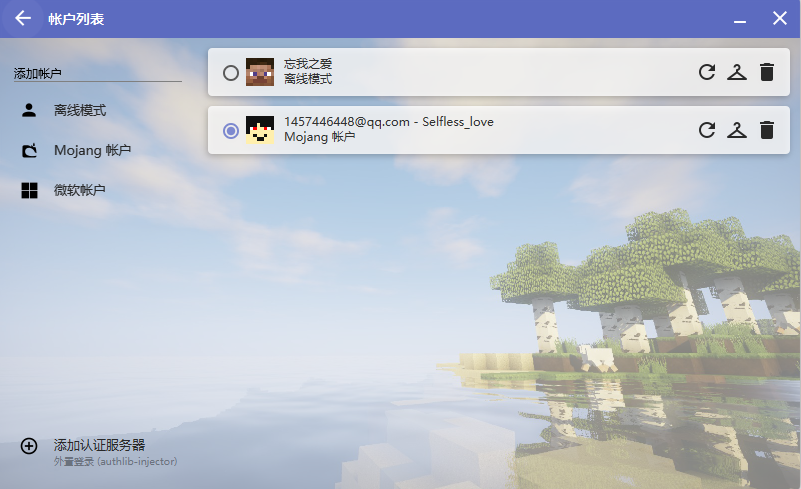 帐户列表
添加帐户
离线模式
Mojang 帐户
微软帐户
忘我之爱
离线模式
1457446448@qq.com - Selfless_love
Mojang 帐户
添加认证服务器
外置登录 (authlib-injector)